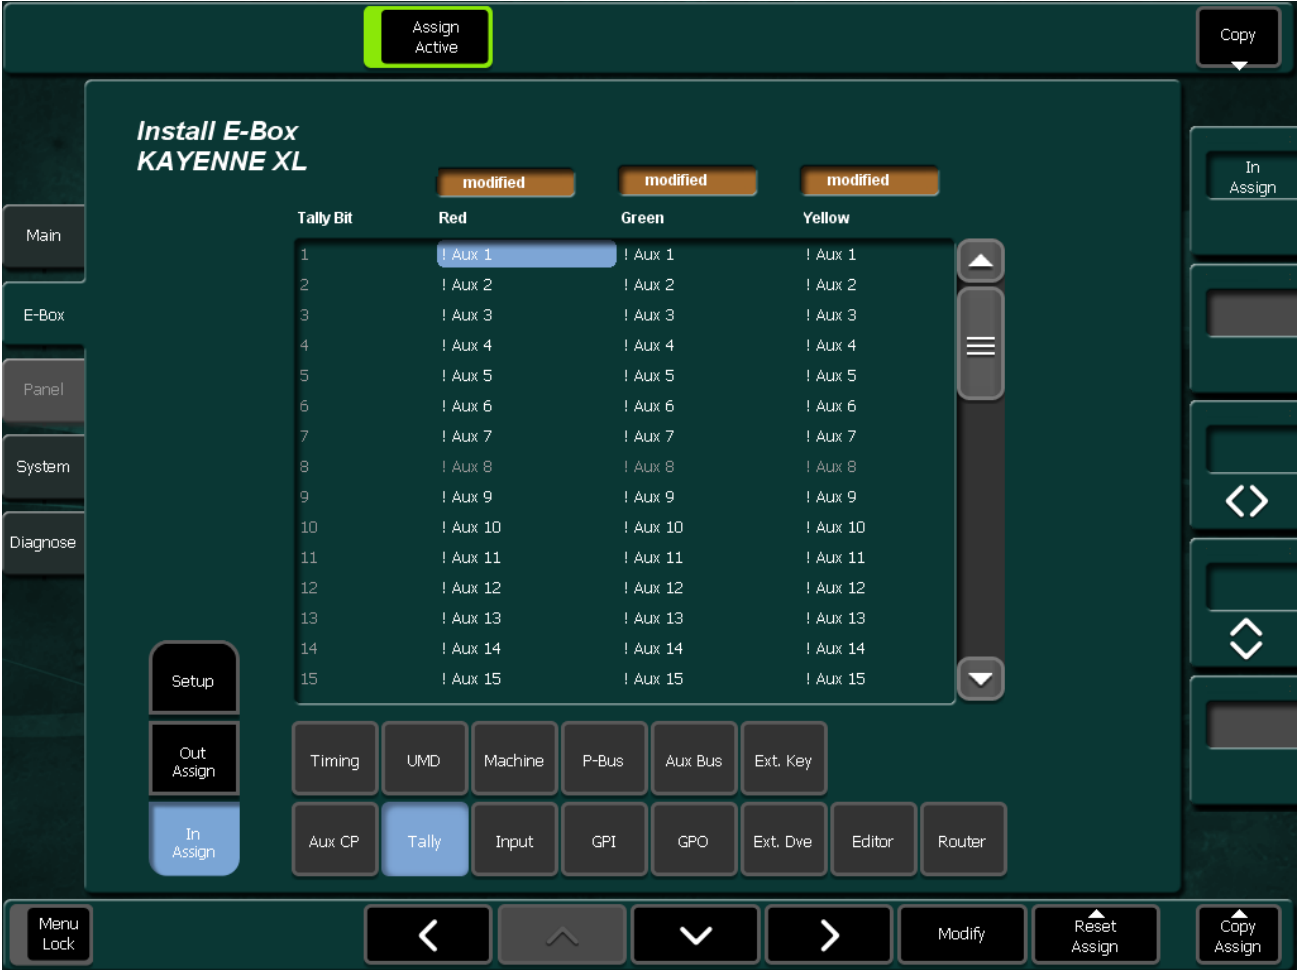 Assign
Active
Copy
Install E-Box
KAYENNE XL
modified modified modified
Tally Bit Red Green Yellow
1 ! Aux 1 ! Aux 1 ! Aux 1
2 ! Aux 2 ! Aux 2 ! Aux 2
3 ! Aux 3 ! Aux 3 ! Aux 3
4 ! Aux 4 ! Aux 4 ! Aux 4
5 ! Aux 5 ! Aux 5 ! Aux 5
6 ! Aux 6 ! Aux 6 ! Aux 6
7 ! Aux 7 ! Aux 7 ! Aux 7
8 ! Aux 8 ! Aux 8 ! Aux 8
9 ! Aux 9 ! Aux 9 ! Aux 9
10 ! Aux 10 ! Aux 10 ! Aux 10
11 ! Aux 11 ! Aux 11 ! Aux 11
12 ! Aux 12 ! Aux 12 ! Aux 12
13 ! Aux 13 ! Aux 13 ! Aux 13
14 ! Aux 14 ! Aux 14 ! Aux 14
15 ! Aux 15 ! Aux 15 ! Aux 15
In
Assign
Main
E-Box
Panel
System
Diagnose
Setup
Out
Assign
In
Assign
Timing UMD Machine P-Bus Aux Bus Ext. Key
Aux CP Tally Input GPI GPO Ext. Dve Editor Router
Menu
Lock
Modify
Reset
Assign
Copy
Assign